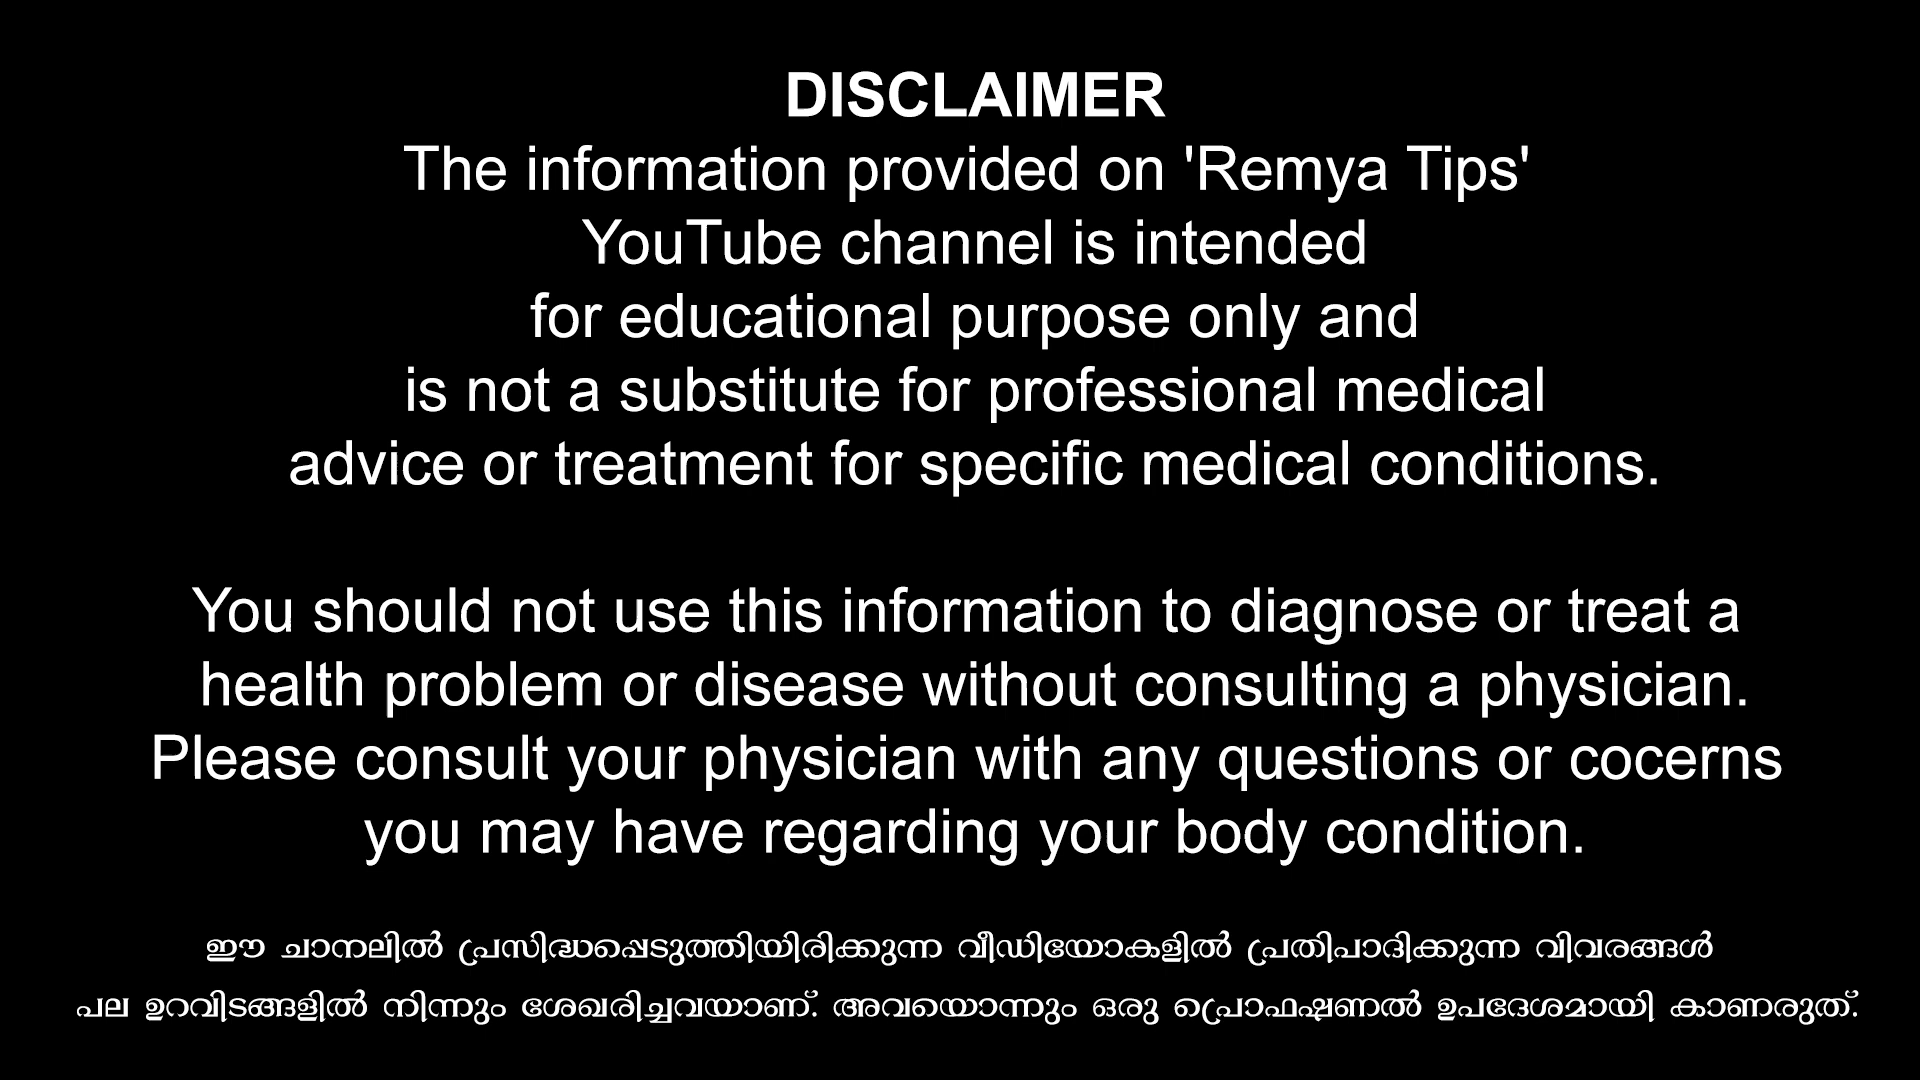 DISCLAIMER
The information provided on 'Remya Tips'
YouTube channel is intended
for educational purpose only and
is not a substitute for professional medical
advice or treatment for specific medical conditions.
You should not use this information to diagnose or treat a
health problem or disease without consulting a physician.
Please consult your physician with any questions or cocerns
you may have regarding your body condition.
ഈ ചാനലിൽ പ്രസിദ്ധപ്പെടുത്തിയിരിക്കുന്ന വീഡിയോകളിൽ പ്രതിപാദിക്കുന്ന വിവരങ്ങൾ
പല ഉറവിടങ്ങളിൽ നിന്നും ശേഖരിച്ചവയാണ്. അവയൊന്നും ഒരു പ്രൊഫഷണൽ ഉപദേശമായി കാണരുത്.